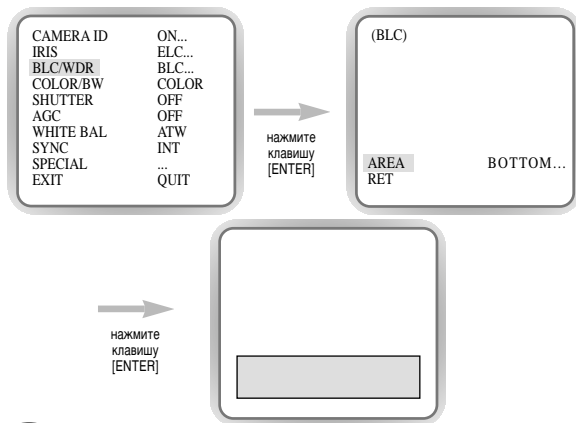 CAMERA ID ON...
IRIS ELC...
BLC/WDR BLC...
COLOR/BW COLOR
SHUTTER OFF
AGC OFF
WHITE BAL ATW
SYNC INT
SPECIAL ...
EXIT QUIT
нажмите
клавишу
[ENTER]
(BLC)
AREA BOTTOM...
RET
нажмите
клавишу
[ENTER]